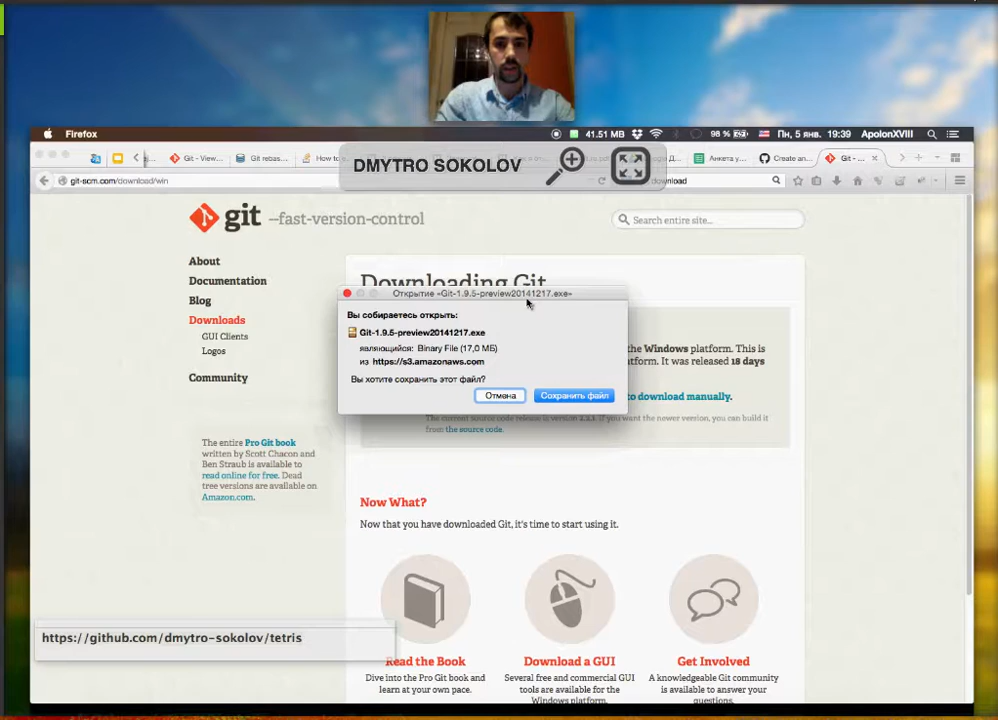 Firefox
41.51 MB
98 %
Пн, 5 янв. 19:39 ApolonXVIII
Git - View...
Git rebas...
How to
Анкета у...
Create an...
Git - ...
DMYTRO SOKOLOV
git-scm.com/download/win
download
git --fast-version-control
Search entire site...
About
Documentation
Blog
Downloads
GUI Clients
Logos
Community
The entire Pro Git book
written by Scott Chacon and
Ben Straub is available to
read online for free. Dead
tree versions are available on
Amazon.com.
Downloading Git
Открытие «Git-1.9.5-preview20141217.exe»
Вы собираетесь открыть:
Git-1.9.5-preview20141217.exe
являющийся: Binary File (17,0 МБ)
из https://s3.amazonaws.com
Вы хотите сохранить этот файл?
Отмена
Сохранить файл
the Windows platform. This is
platform. It was released 18 days
to download manually.
The current source code release is version
If you want the newer version, you can build it
from the source code.
Now What?
Now that you have downloaded Git, it's time to start using it.
Read the Book
Dive into the Pro Git book and
learn at your own pace.
Download a GUI
Several free and commercial GUI
tools are available for the
Windows platform.
Get Involved
A knowledgeable Git community
is available to answer your
questions.
https://github.com/dmytro-sokolov/tetris